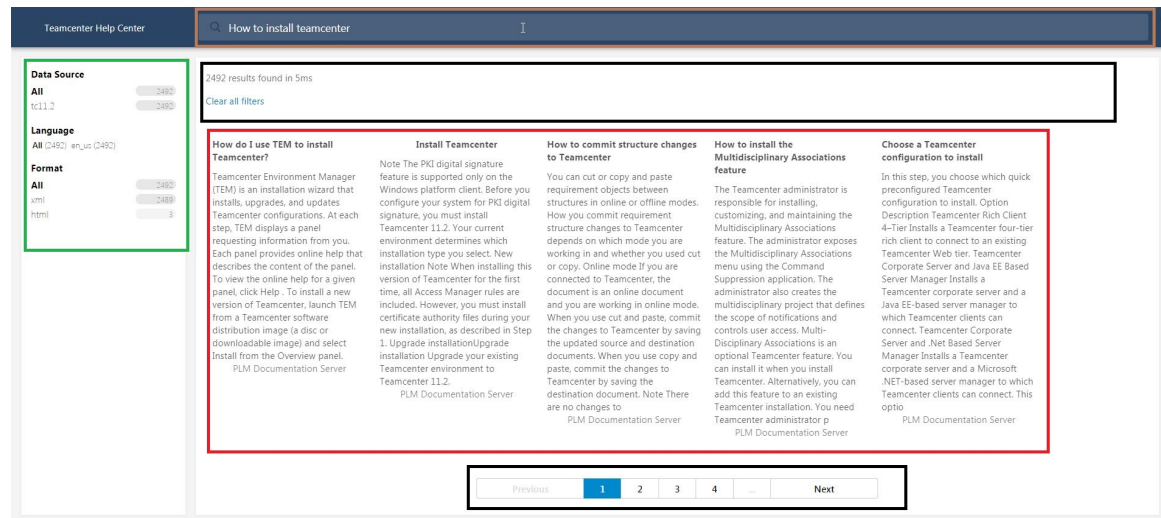 Teamcenter Help Center
How to install teamcenter
Data Source
All 2492
tc11.2 2492
Language
All (2492) en_us (2492)
Format
All 2492
xml 2489
html 3
2492 results found in 5ms
Clear all filters
How do I use TEM to install
Teamcenter?
Teamcenter Environment Manager
(TEM) is an installation wizard that
installs, upgrades, and updates
Teamcenter configurations. At each
step, TEM displays a panel
requesting information from you.
Each panel provides online help that
describes the content of the panel.
To view the online help for a given
panel, click Help . To install a new
version of Teamcenter, launch TEM
from a Teamcenter software
distribution image (a disc or
downloadable image) and select
Install from the Overview panel.
PLM Documentation Server
Install Teamcenter
Note The PKI digital signature
feature is supported only on the
Windows platform client. Before you
configure your system for PKI digital
signature, you must install
Teamcenter 11.2. Your current
environment determines which
installation type you select. New
installation Note When installing this
version of Teamcenter for the first
time, all Access Manager rules are
included. However, you must install
certificate authority files during your
new installation, as described in Step
1. Upgrade installationUpgrade
installation Upgrade your existing
Teamcenter environment to
Teamcenter 11.2.
PLM Documentation Server
How to commit structure changes
to Teamcenter
You can cut or copy and paste
requirement objects between
structures in online or offline modes.
How you commit requirement
structure changes to Teamcenter
depends on which mode you are
working in and whether you used cut
or copy. Online mode If you are
connected to Teamcenter, the
document is an online document
and you are working in online mode.
When you use cut and paste, commit
the changes to Teamcenter by saving
the updated source and destination
documents. When you use copy and
paste, commit the changes to
Teamcenter by saving the
destination document. Note There
are no changes to
PLM Documentation Server
How to install the
Multidisciplinary Associations
feature
The Teamcenter administrator is
responsible for installing,
customizing, and maintaining the
Multidisciplinary Associations
feature. The administrator exposes
the Multidisciplinary Associations
menu using the Command
Suppression application. The
administrator also creates the
multidisciplinary project that defines
the scope of notifications and
controls user access. Multi-
Disciplinary Associations is an
optional Teamcenter feature. You
can install it when you install
Teamcenter. Alternatively, you can
add this feature to an existing
Teamcenter installation. You need
Teamcenter administrator p
PLM Documentation Server
Choose a Teamcenter
configuration to install
In this step, you choose which quick
preconfigured Teamcenter
configuration to install. Option
Description Teamcenter Rich Client
4–Tier Installs a Teamcenter four-tier
rich client to connect to an existing
Teamcenter Web tier. Teamcenter
Corporate Server and Java EE Based
Server Manager Installs a
Teamcenter corporate server and a
Java EE-based server manager to
which Teamcenter clients can
connect. Teamcenter Corporate
Server and .Net Based Server
Manager Installs a Teamcenter
corporate server and a Microsoft
.NET-based server manager to which
Teamcenter clients can connect. This
optio
PLM Documentation Server
Previous 1 2 3 4 ... Next